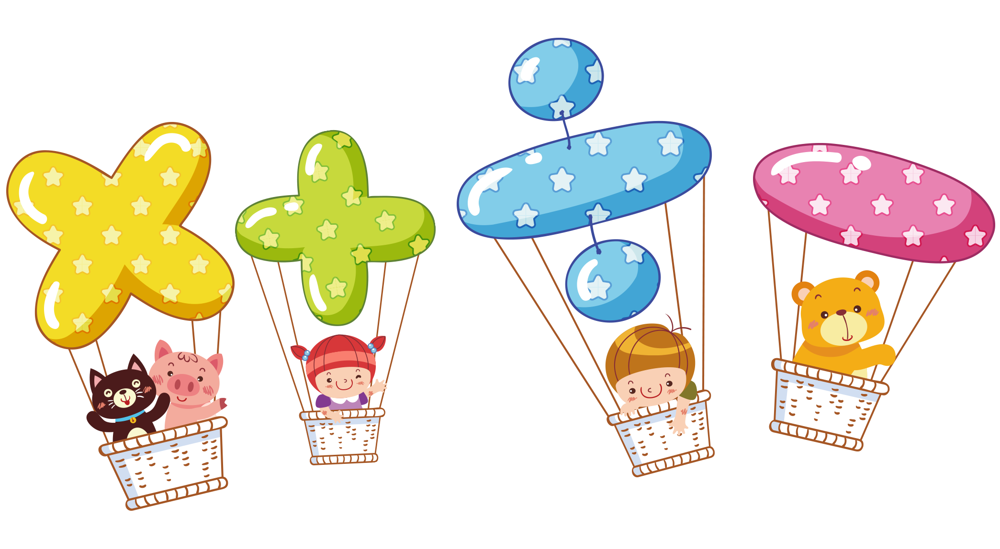 × + ÷ −